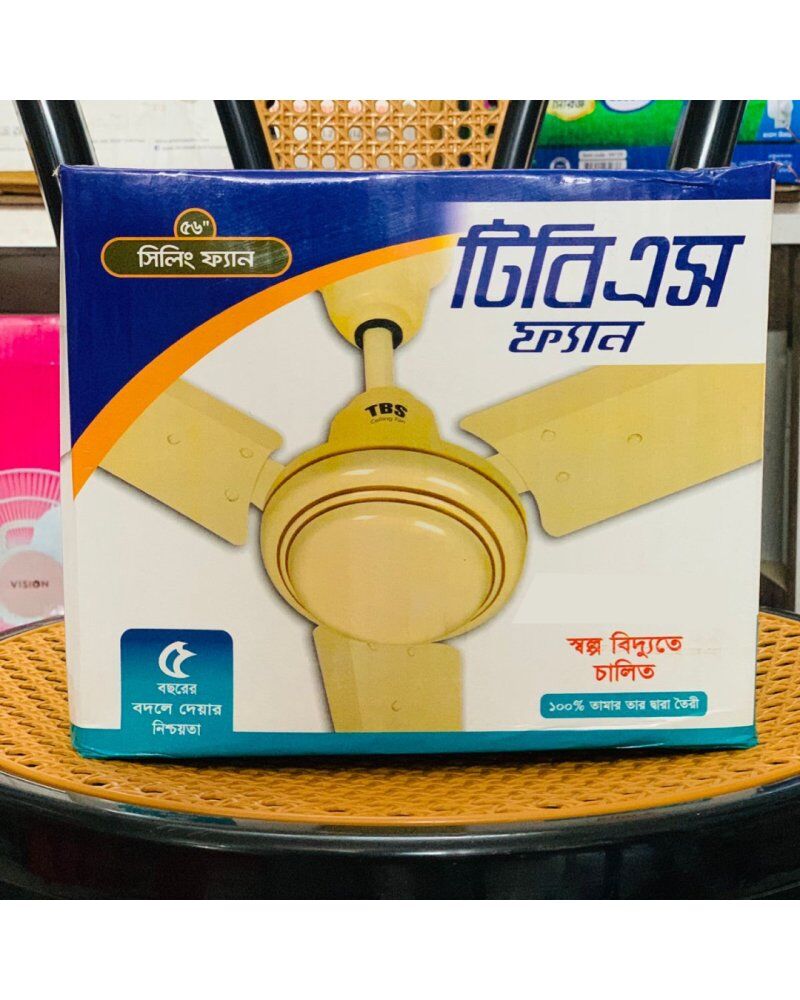 ৫৬"
সিলিং ফ্যান
টিবিএস
ফ্যান
TBS
Ceiling Fan
VISION
৫
বছরের
বদলে দেয়ার
নিশ্চয়তা
স্বল্প বিদ্যুতে
চালিত
১০০% তামার তার দ্বারা তৈরী